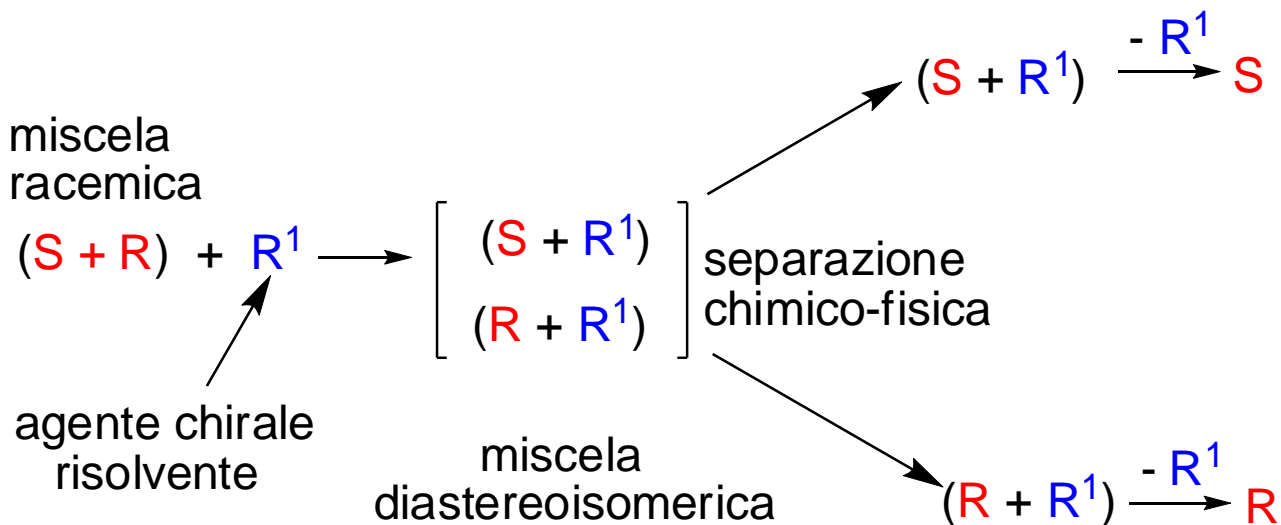 miscela
racemica
(S + R) + R¹
agente chirale
risolvente
(S + R¹)
(R + R¹)
miscela
diastereoisomerica
separazione
chimico-fisica
(S + R¹) - R¹ S
(R + R¹) - R¹ R